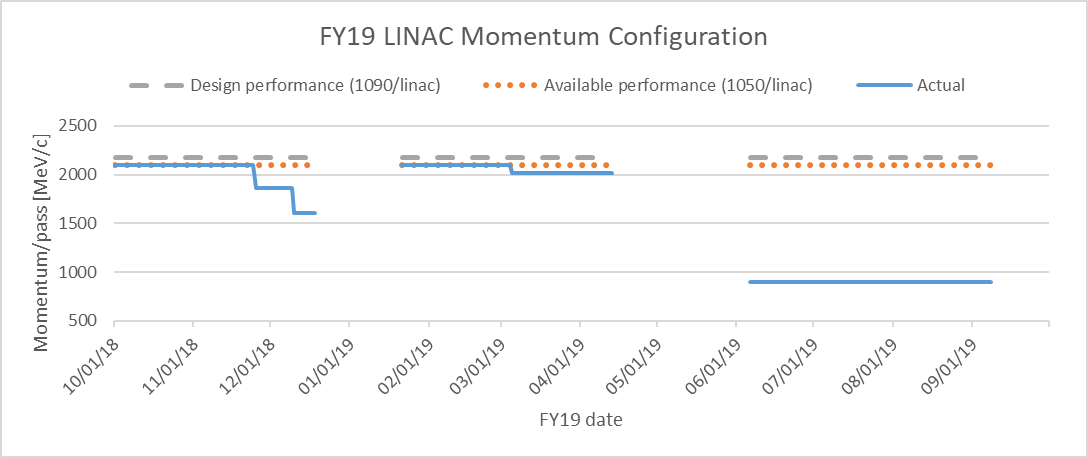 FY19 LINAC Momentum Configuration
Design performance (1090/linac) Available performance (1050/linac) Actual
Momentum/pass [MeV/c]
2500
2000
1500
1000
500
10/01/18 11/01/18 12/01/18 01/01/19 02/01/19 03/01/19 04/01/19 05/01/19 06/01/19 07/01/19 08/01/19 09/01/19
FY19 date